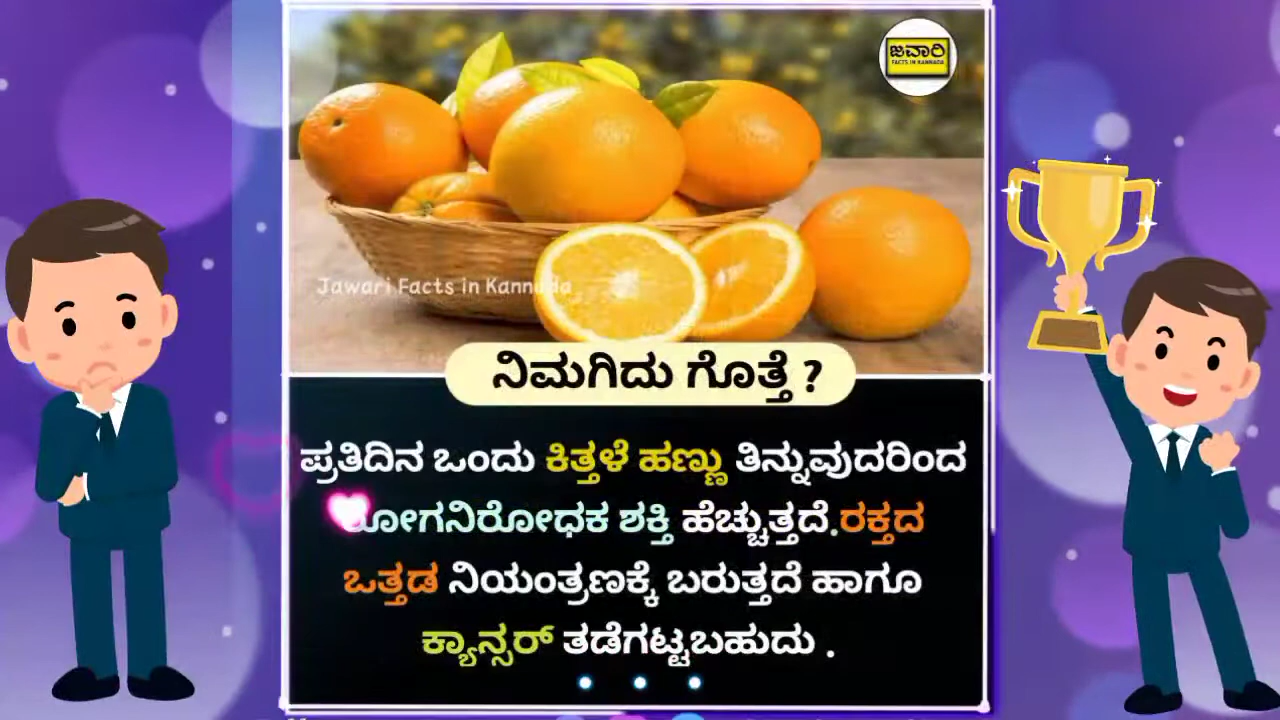 ಜವಾರಿ
FACTS IN KANNADA
Jawari Facts in Kannada
ನಿಮಗಿದು ಗೊತ್ತೆ ?
ಪ್ರತಿದಿನ ಒಂದು ಕಿತ್ತಳೆ ಹಣ್ಣು ತಿನ್ನುವುದರಿಂದ
ರೋಗನಿರೋಧಕ ಶಕ್ತಿ ಹೆಚ್ಚುತ್ತದೆ.ರಕ್ತದ
ಒತ್ತಡ ನಿಯಂತ್ರಣಕ್ಕೆ ಬರುತ್ತದೆ ಹಾಗೂ
ಕ್ಯಾನ್ಸರ್ ತಡೆಗಟ್ಟಬಹುದು .